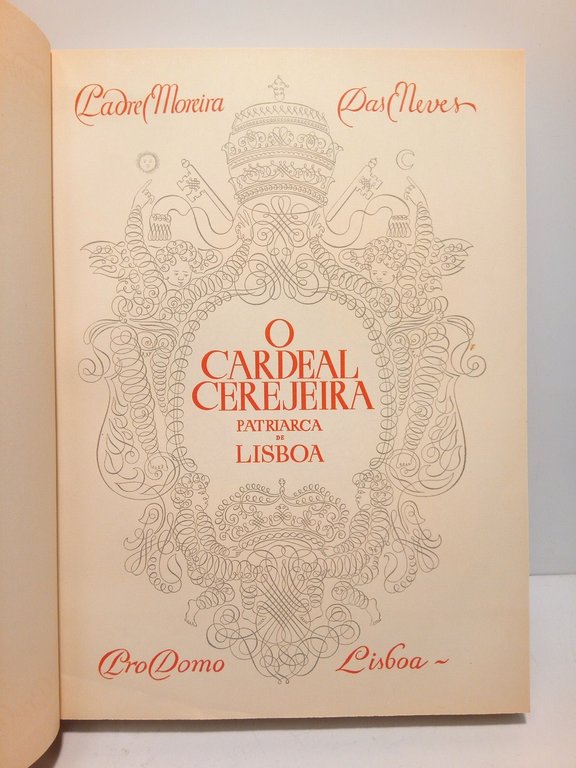 Padre Moreira Das Neves
O
CARDEAL
CEREJEIRA
PATRIARCA
DE
LISBOA
Pro Domo Lisboa ~